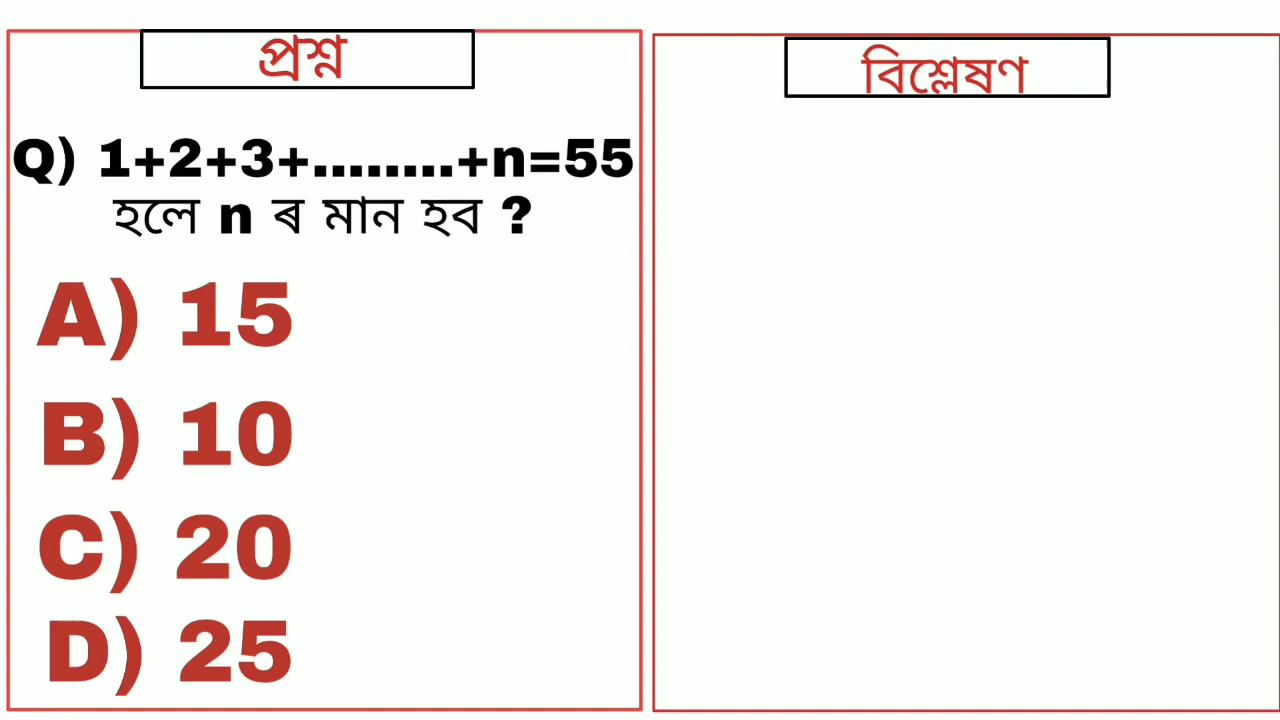 প্ৰশ্ন
Q) 1+2+3+........+n=55
হলে n ৰ মান হব ?
A) 15
B) 10
C) 20
D) 25
বিশ্লেষণ